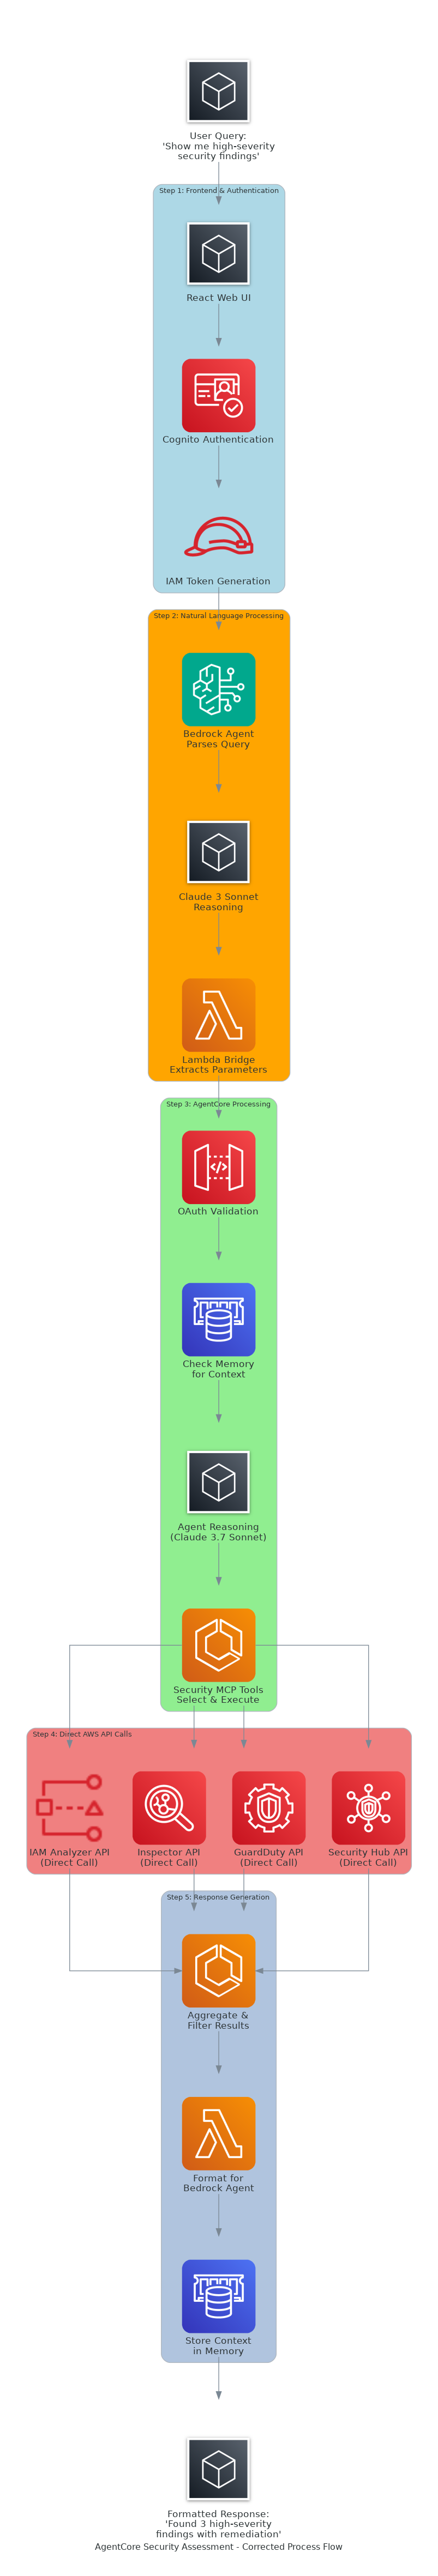 User Query:
'Show me high-severity
security findings'
Step 1: Frontend & Authentication
React Web UI
Cognito Authentication
IAM Token Generation
Step 2: Natural Language Processing
Bedrock Agent
Parses Query
Claude 3 Sonnet
Reasoning
Lambda Bridge
Extracts Parameters
Step 3: AgentCore Processing
OAuth Validation
Check Memory
for Context
Agent Reasoning
(Claude 3.7 Sonnet)
Security MCP Tools
Select & Execute
Step 4: Direct AWS API Calls
IAM Analyzer API
(Direct Call)
Inspector API
(Direct Call)
GuardDuty API
(Direct Call)
Security Hub API
(Direct Call)
Step 5: Response Generation
Aggregate &
Filter Results
Format for
Bedrock Agent
Store Context
in Memory
Formatted Response:
'Found 3 high-severity
findings with remediation'
AgentCore Security Assessment - Corrected Process Flow